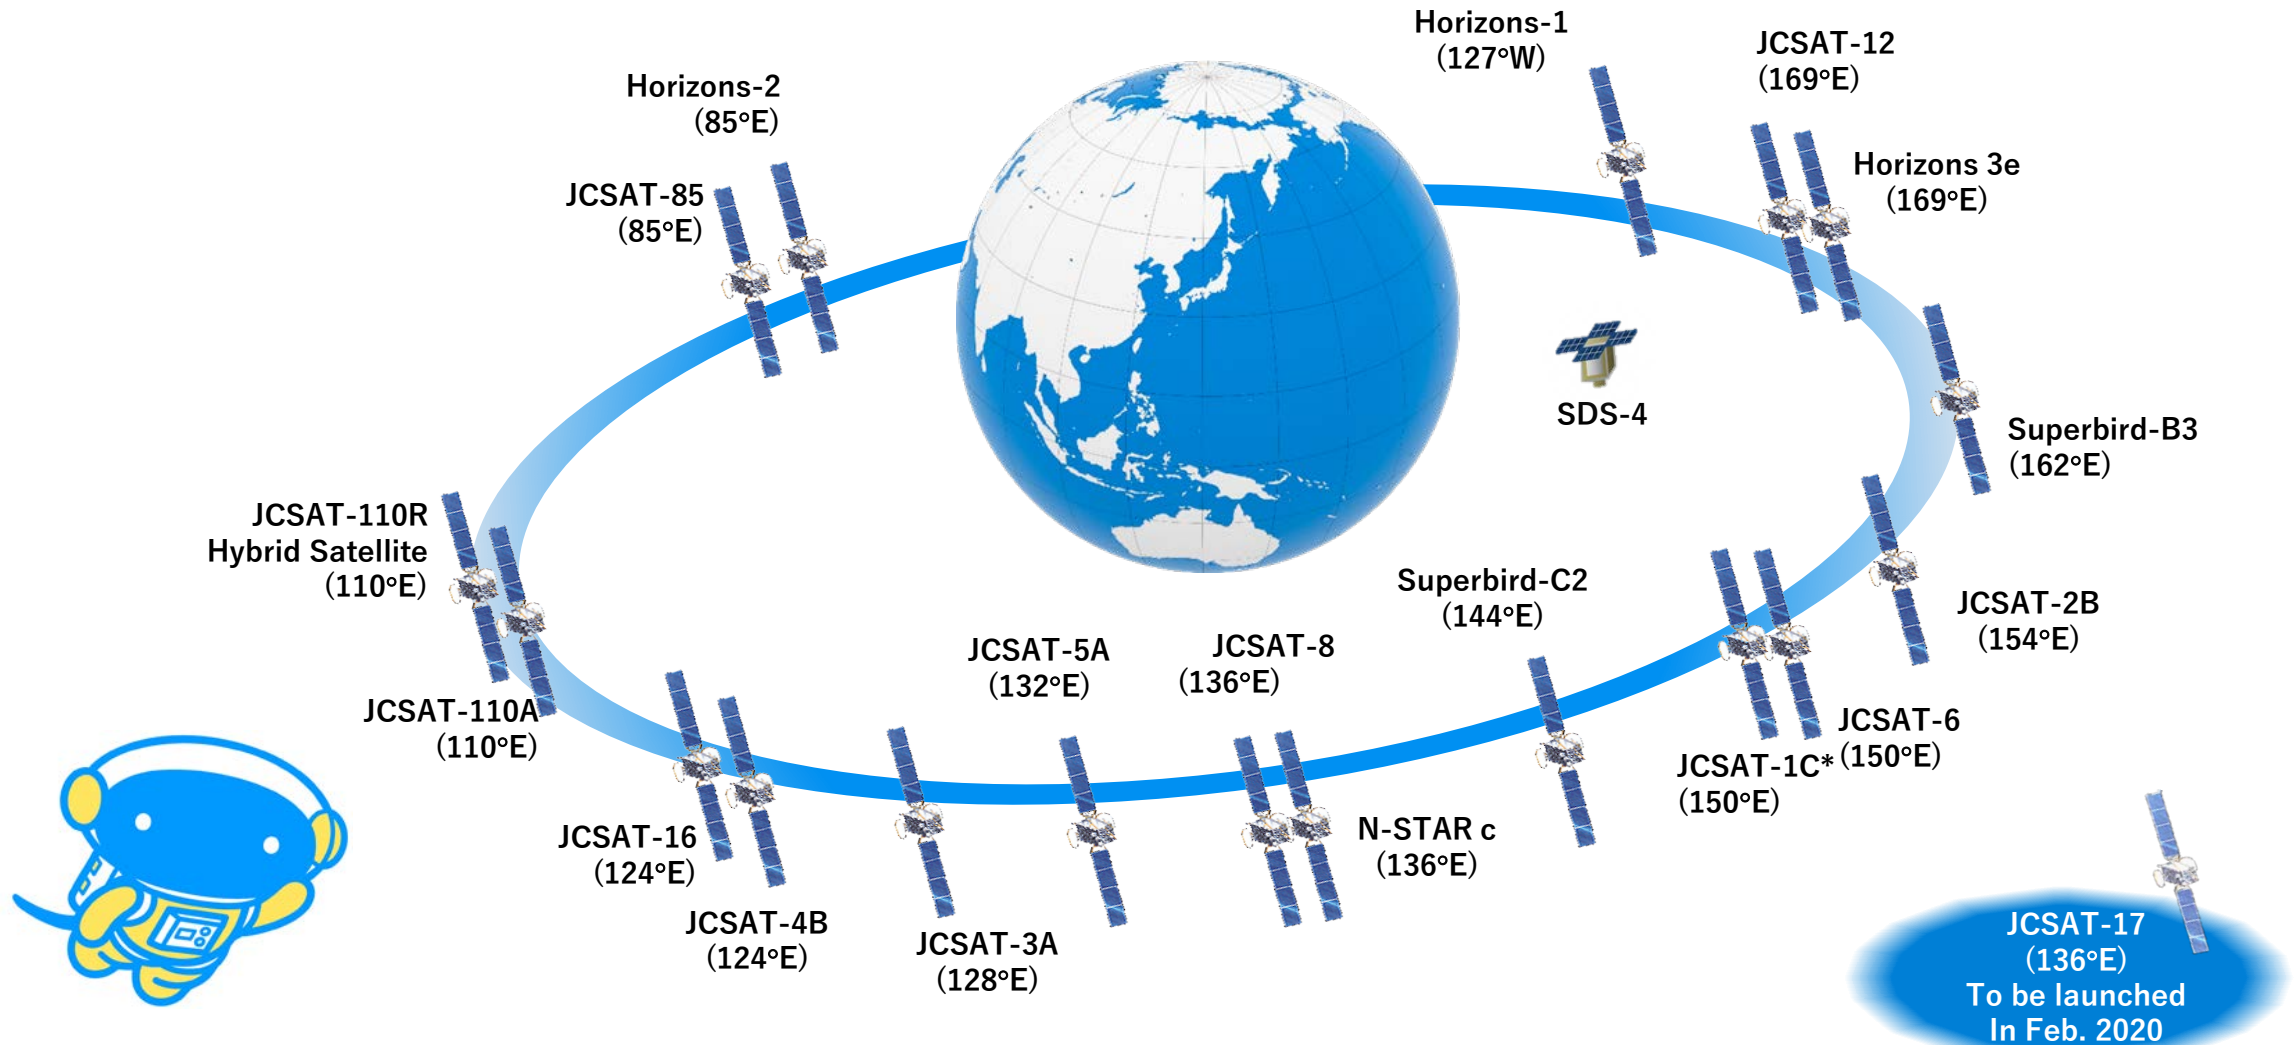 Horizons-1
(127°W)
JCSAT-12
(169°E)
Horizons-2
(85°E)
Horizons 3e
(169°E)
JCSAT-85
(85°E)
SDS-4
Superbird-B3
(162°E)
JCSAT-110R
Hybrid Satellite
(110°E)
Superbird-C2
(144°E)
JCSAT-2B
(154°E)
JCSAT-5A
(132°E)
JCSAT-8
(136°E)
JCSAT-110A
(110°E)
JCSAT-6
(150°E)
JCSAT-1C*
(150°E)
JCSAT-16
(124°E)
N-STAR c
(136°E)
JCSAT-4B
(124°E)
JCSAT-3A
(128°E)
JCSAT-17
(136°E)
To be launched
In Feb. 2020